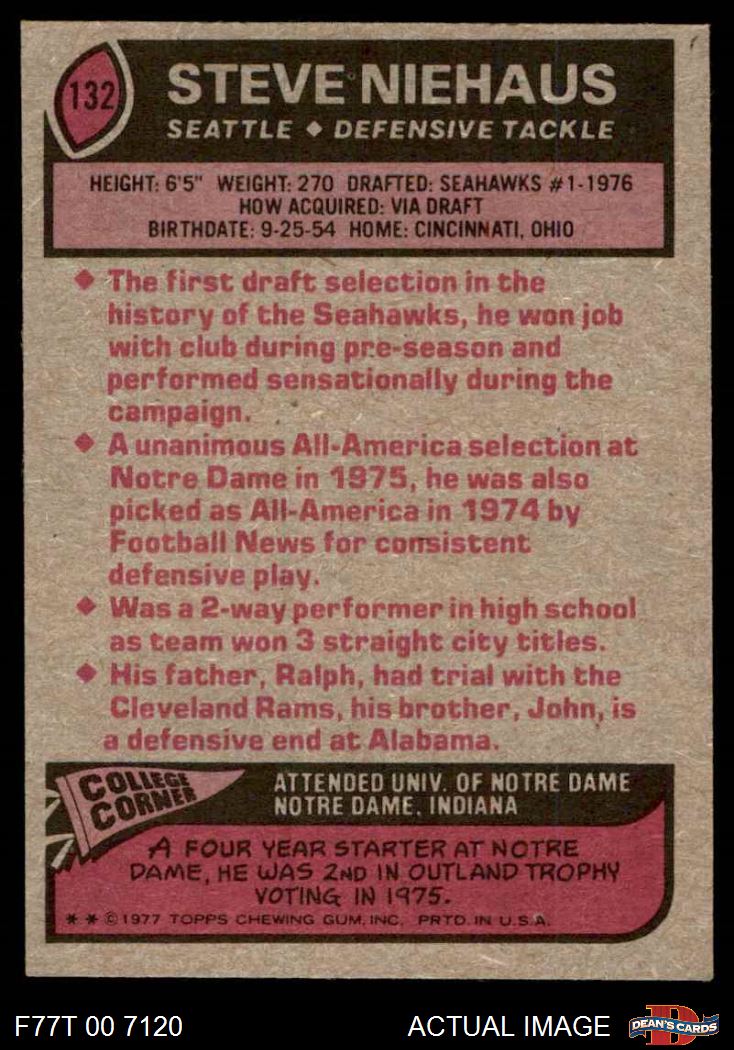 132
STEVE NIEHAUS
SEATTLE ◆ DEFENSIVE TACKLE
HEIGHT: 6'5" WEIGHT: 270 DRAFTED: SEAHAWKS #1-1976
HOW ACQUIRED: VIA DRAFT
BIRTHDATE: 9-25-54 HOME: CINCINNATI, OHIO
◆ The first draft selection in the
history of the Seahawks, he won job
with club during pre-season and
performed sensationally during the
campaign.
◆ A unanimous All-America selection at
Notre Dame in 1975, he was also
picked as All-America in 1974 by
Football News for consistent
defensive play.
◆ Was a 2-way performer in high school
as team won 3 straight city titles.
◆ His father, Ralph, had trial with the
Cleveland Rams, his brother, John, is
a defensive end at Alabama.
COLLEGE
CORNER
ATTENDED UNIV. OF NOTRE DAME
NOTRE DAME, INDIANA
A FOUR YEAR STARTER AT NOTRE
DAME, HE WAS 2ND IN OUTLAND TROPHY
VOTING IN 1975.
* * © 1977 TOPPS CHEWING GUM, INC. PRTD. IN U.S.A.
F77T 00 7120
ACTUAL IMAGE
D
DEAN'S CARDS